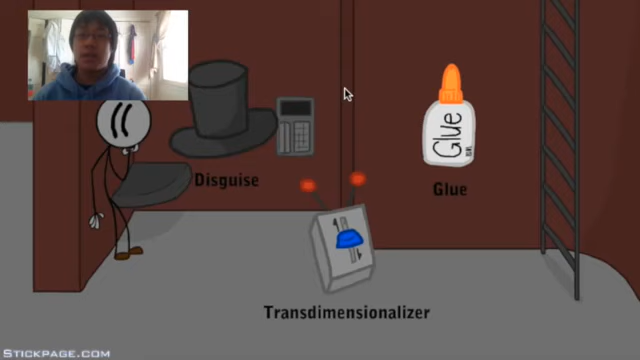 Disguise
Glue
Glue
Transdimensionalizer
STICKPAGE.COM